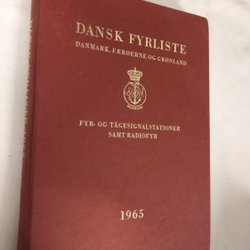 DANSK FYRLISTE
DANMARK, FÆRØERNE OG GRØNLAND
FYR- OG TÅGESIGNALSTATIONER
SAMT RADIOFYR
1965